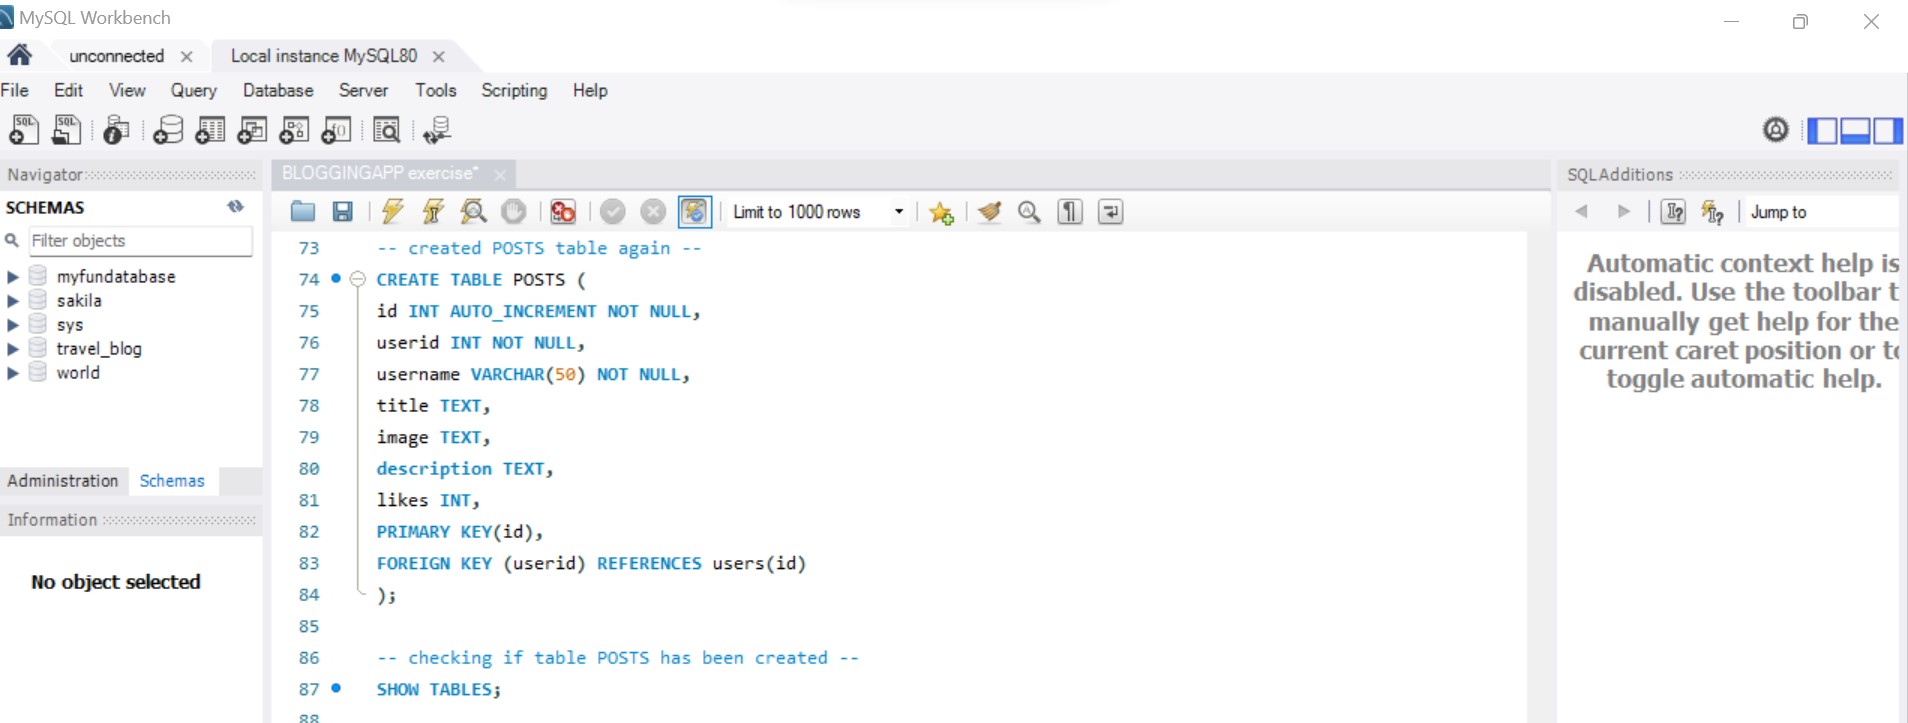 MySQL Workbench
unconnected
Local instance MySQL80
File Edit View Query Database Server Tools Scripting Help
SQL SQL
Navigator
SCHEMAS
Filter objects
myfundatabase
sakila
sys
travel_blog
world
Administration Schemas
Information
No object selected
BLOGGINGAPP exercise*
Limit to 1000 rows
73 -- created POSTS table again --
74 CREATE TABLE POSTS (
75 id INT AUTO_INCREMENT NOT NULL,
76 userid INT NOT NULL,
77 username VARCHAR(50) NOT NULL,
78 title TEXT,
79 image TEXT,
80 description TEXT,
81 likes INT,
82 PRIMARY KEY(id),
83 FOREIGN KEY (userid) REFERENCES users(id)
84 );
85
86 -- checking if table POSTS has been created --
87 SHOW TABLES;
88
SQLAdditions
Jump to
Automatic context help is
disabled. Use the toolbar t
manually get help for the
current caret position or to
toggle automatic help.